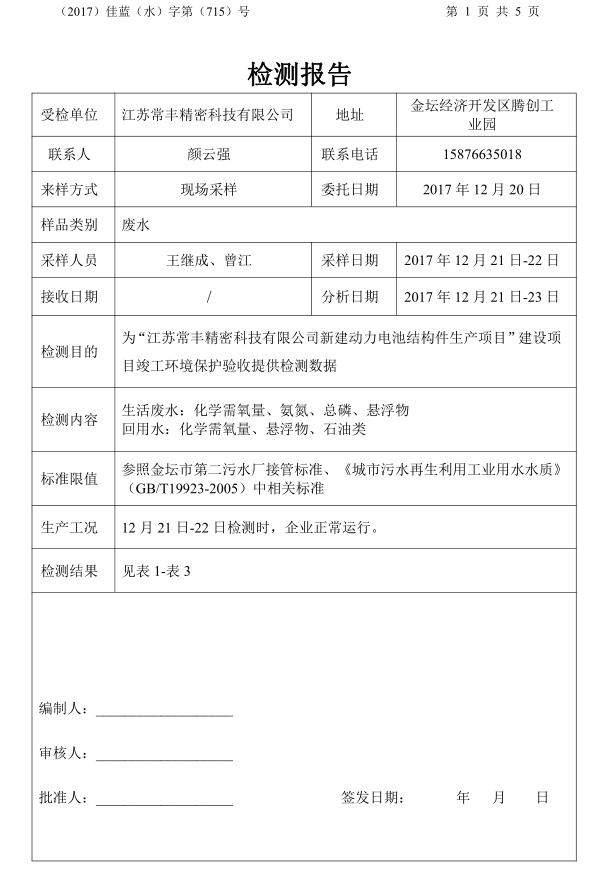 （2017）佳蓝（水）字第（715）号 第 1 页 共 5 页
检测报告
受检单位 江苏常丰精密科技有限公司 地址 金坛经济开发区腾创工
业园
联系人 颜云强 联系电话 15876635018
来样方式 现场采样 委托日期 2017 年 12 月 20 日
样品类别 废水
采样人员 王继成、曾江 采样日期 2017 年 12 月 21 日-22 日
接收日期 / 分析日期 2017 年 12 月 21 日-23 日
检测目的 为“江苏常丰精密科技有限公司新建动力电池结构件生产项目”建设项
目竣工环境保护验收提供检测数据
检测内容 生活废水：化学需氧量、氨氮、总磷、悬浮物
回用水：化学需氧量、悬浮物、石油类
标准限值 参照金坛市第二污水厂接管标准、《城市污水再生利用工业用水水质》
（GB/T19923-2005）中相关标准
生产工况 12 月 21 日-22 日检测时，企业正常运行。
检测结果 见表 1-表 3
编制人：
审核人：
批准人： 签发日期： 年 月 日